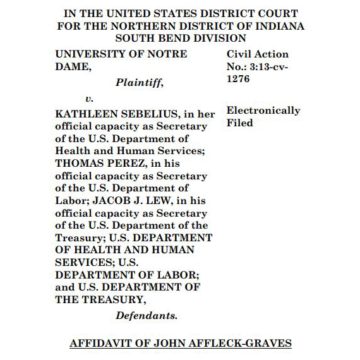 IN THE UNITED STATES DISTRICT COURT
FOR THE NORTHERN DISTRICT OF INDIANA
SOUTH BEND DIVISION
UNIVERSITY OF NOTRE
DAME,
Plaintiff,
v.
KATHLEEN SEBELIUS, in her
official capacity as Secretary
of the U.S. Department of
Health and Human Services;
THOMAS PEREZ, in his
official capacity as Secretary
of the U.S. Department of
Labor; JACOB J. LEW, in his
official capacity as Secretary
of the U.S. Department of the
Treasury; U.S. DEPARTMENT
OF HEALTH AND HUMAN
SERVICES; U.S.
DEPARTMENT OF LABOR;
and U.S. DEPARTMENT OF
THE TREASURY,
Defendants.
Civil Action
No.: 3:13-cv-
1276
Electronically
Filed
AFFIDAVIT OF JOHN AFFLECK-GRAVES